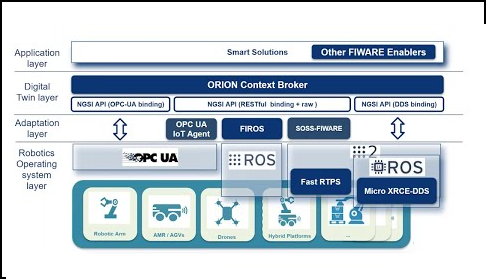 Application
layer
Smart Solutions
Other FIWARE Enablers
Digital
Twin layer
ORION Context Broker
NGSI API (OPC-UA binding)
NGSI API (RESTful binding + raw )
NGSI API (DDS binding)
Adaptation
layer
OPC UA
IoT Agent
FIROS
SOSS-FIWARE
Robotics
Operating
system
layer
OPC UA
ROS
2
ROS
Fast RTPS
Micro XRCE-DDS
Robotic Arm
AMR / AGVs
Drones
Hybrid Platforms
...